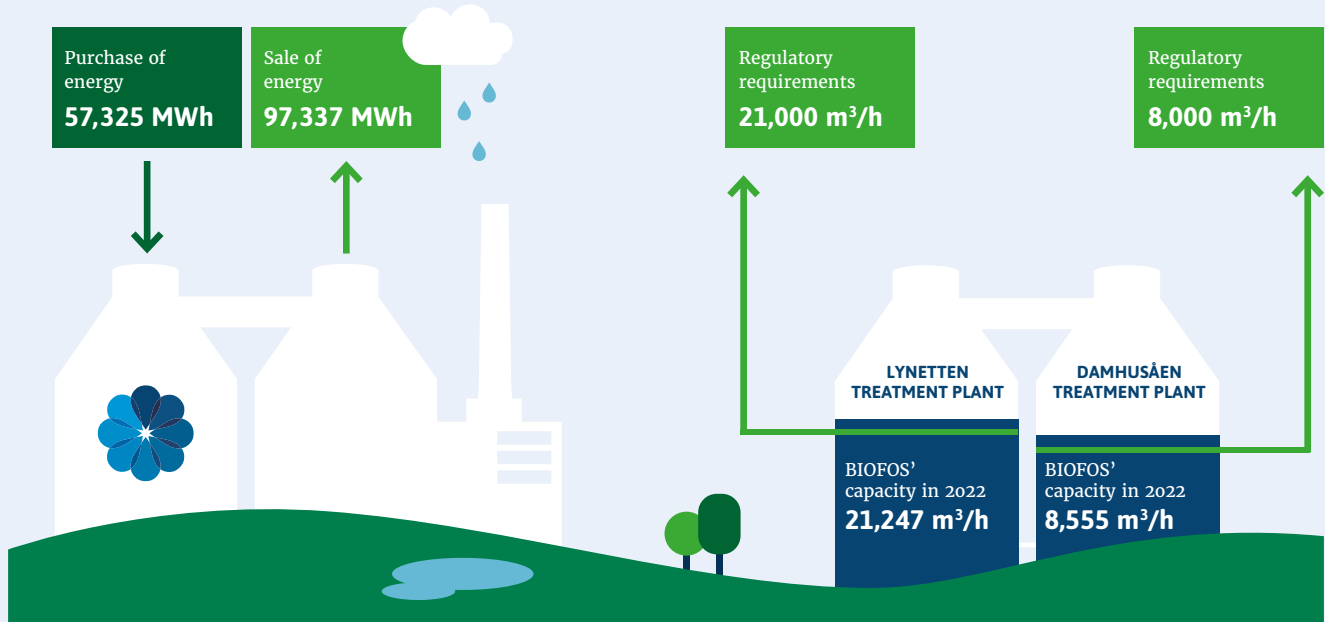 Purchase of
energy
57,325 MWh
Sale of
energy
97,337 MWh
Regulatory
requirements
21,000 m³/h
Regulatory
requirements
8,000 m³/h
LYNETTEN
TREATMENT PLANT
BIOFOS’
capacity in 2022
21,247 m³/h
DAMHUSÅEN
TREATMENT PLANT
BIOFOS’
capacity in 2022
8,555 m³/h